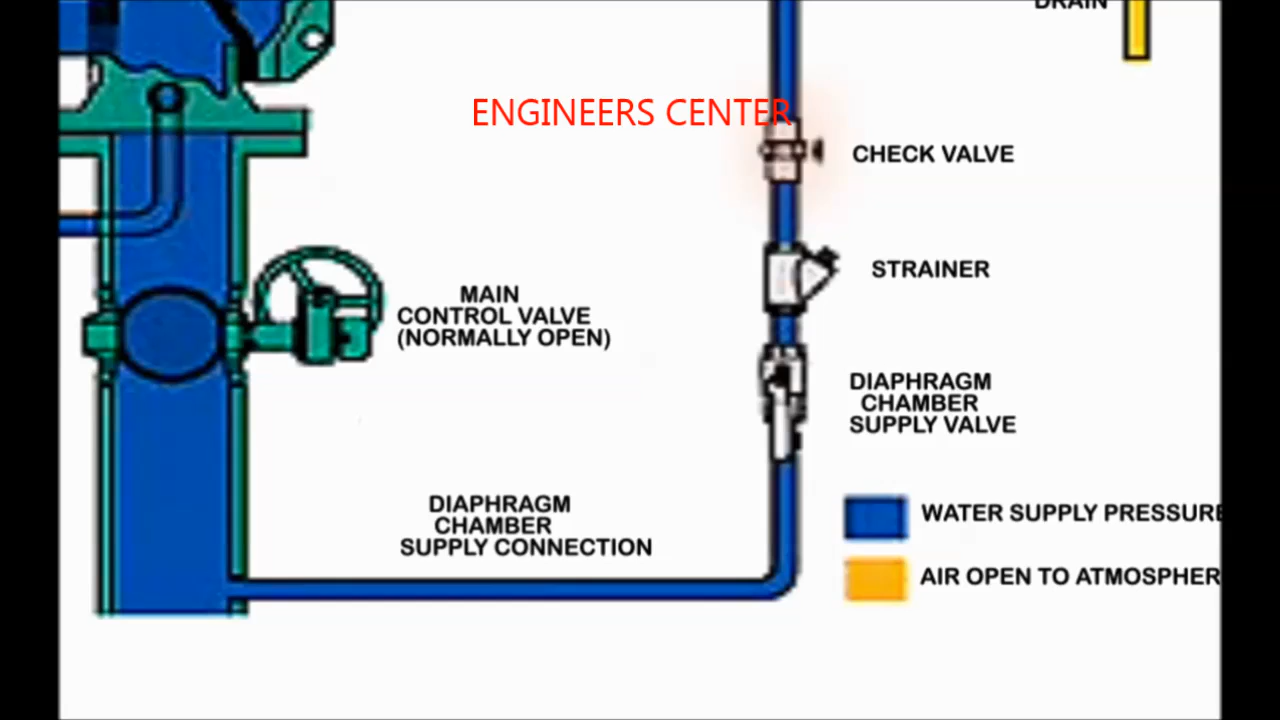 DRAIN
ENGINEERS CENTER
CHECK VALVE
STRAINER
MAIN
CONTROL VALVE
(NORMALLY OPEN)
DIAPHRAGM
CHAMBER
SUPPLY VALVE
DIAPHRAGM
CHAMBER
SUPPLY CONNECTION
WATER SUPPLY PRESSURE
AIR OPEN TO ATMOSPHER